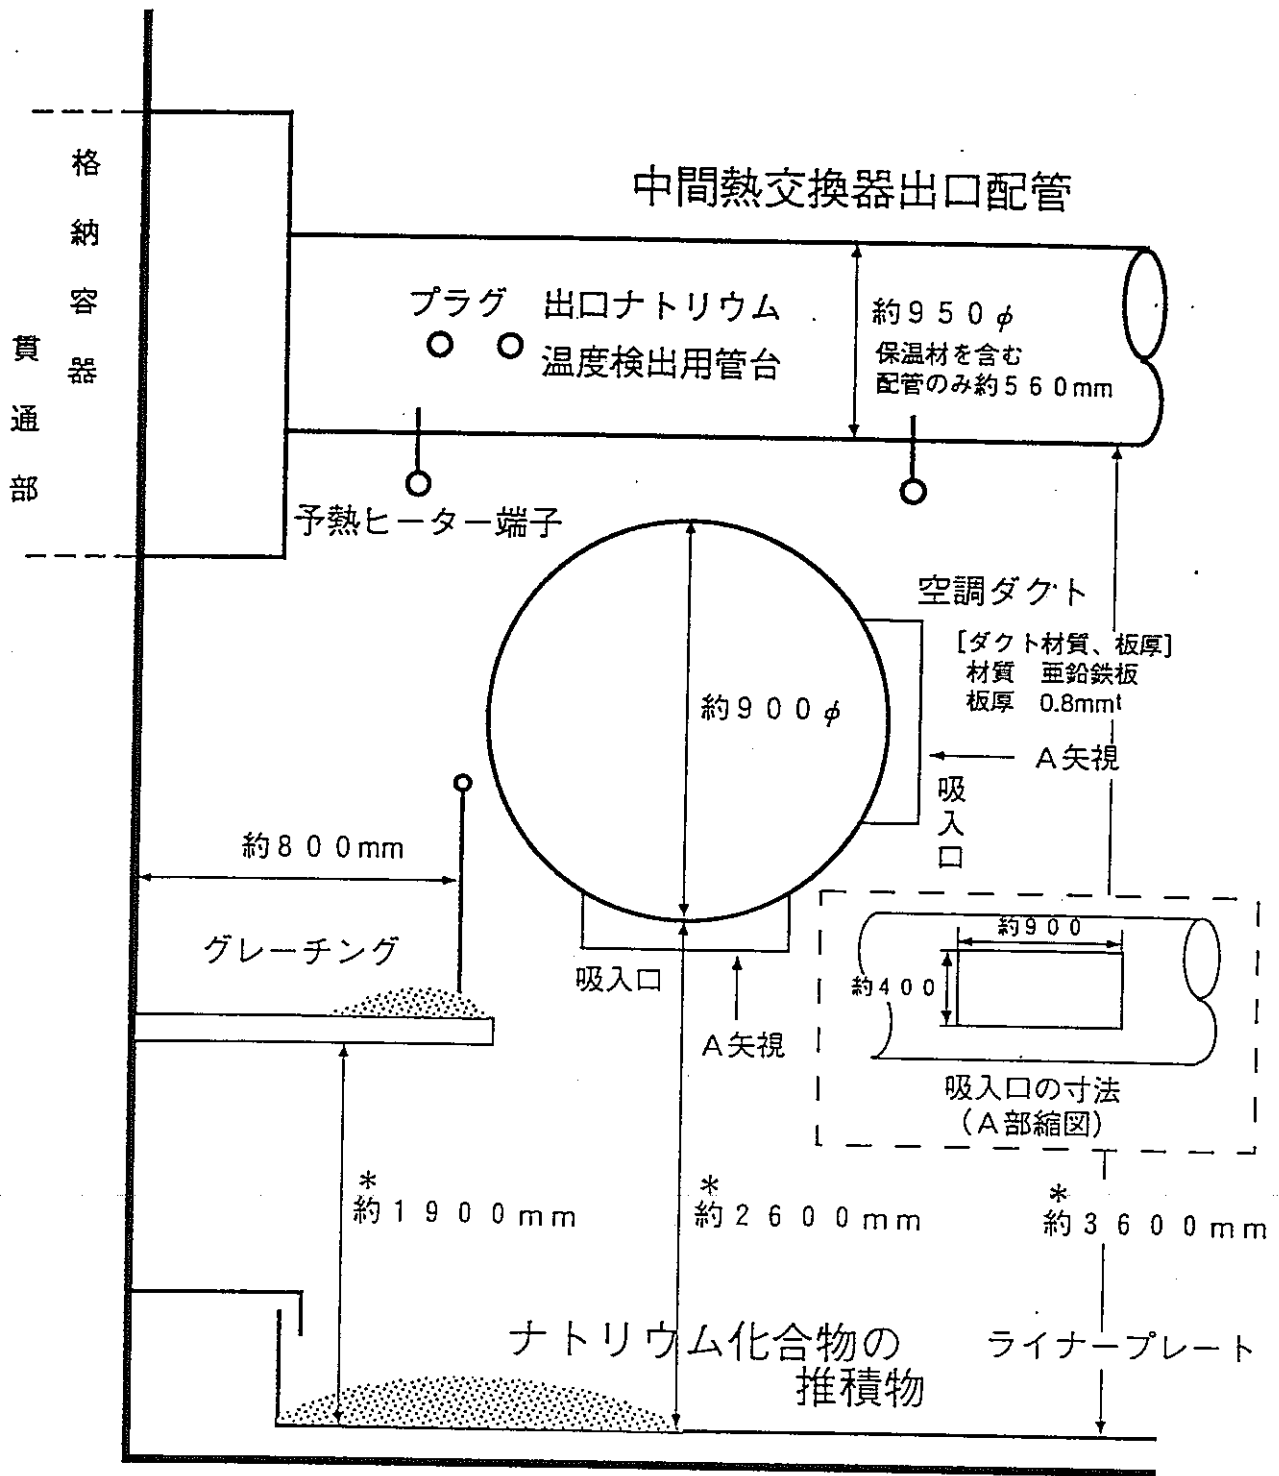 中間熱交換器出口配管
格納容器
貫通部
プラグ
出口ナトリウム
温度検出用管台
約950φ
保温材を含む
配管のみ約560mm
予熱ヒーター端子
空調ダクト
[ダクト材質、板厚]
材質 亜鉛鉄板
板厚 0.8mmt
約900φ
A矢視
吸入口
約800mm
グレーチング
吸入口
A矢視
約900
約400
吸入口の寸法
(A部縮図)
*
約1900mm
*
約2600mm
*
約3600mm
ナトリウム化合物の
推積物
ライナープレート